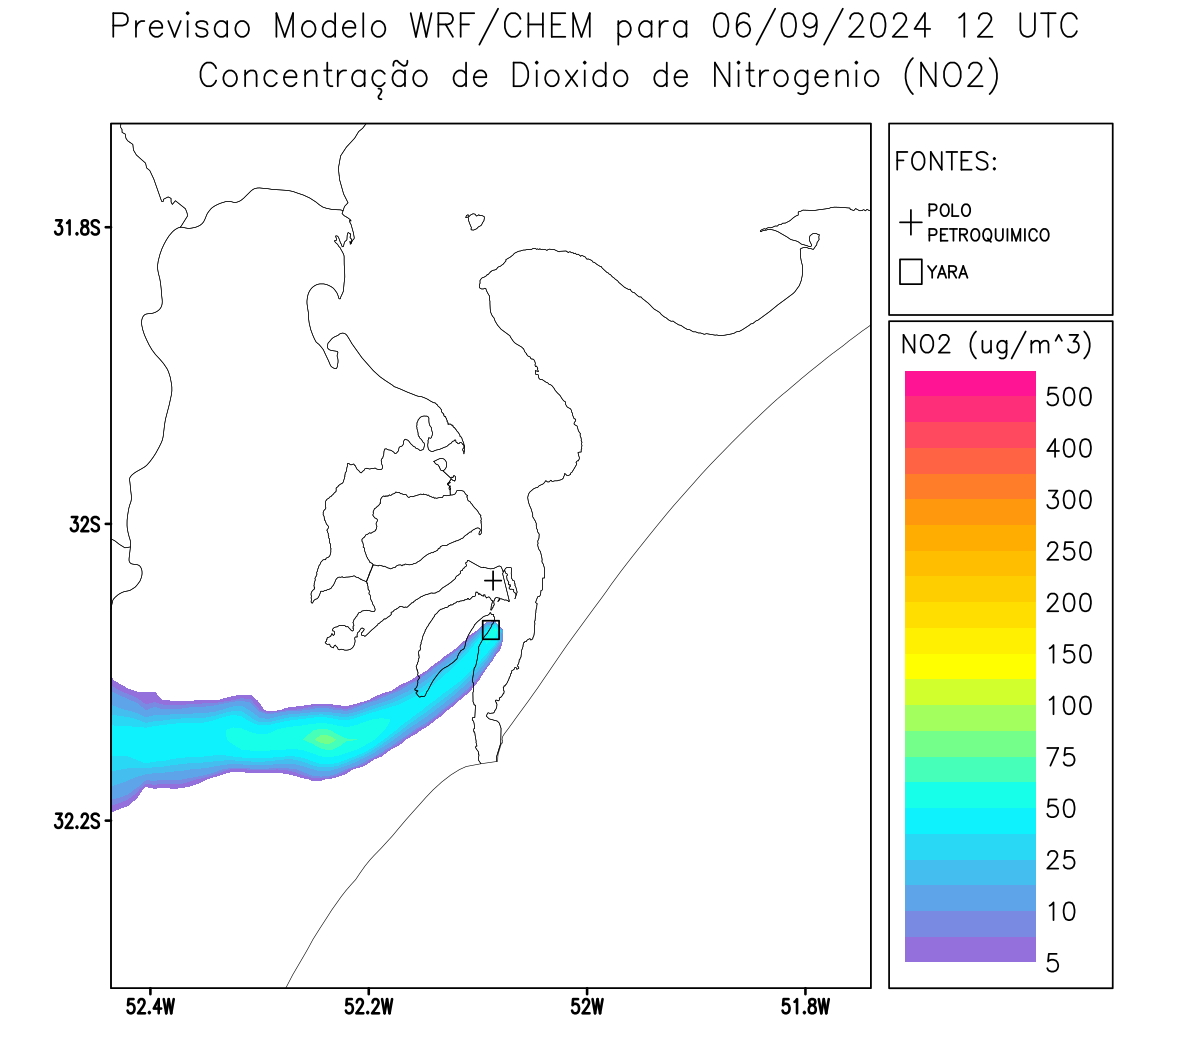 Previsao Modelo WRF/CHEM para 06/09/2024 12 UTC
Concentração de Dioxido de Nitrogenio (NO2)
FONTES:
POLO
PETROQUIMICO
YARA
NO2 (ug/m^3)
500
400
300
250
200
150
100
75
50
25
10
5
31.8S
32S
32.2S
52.4W
52.2W
52W
51.8W